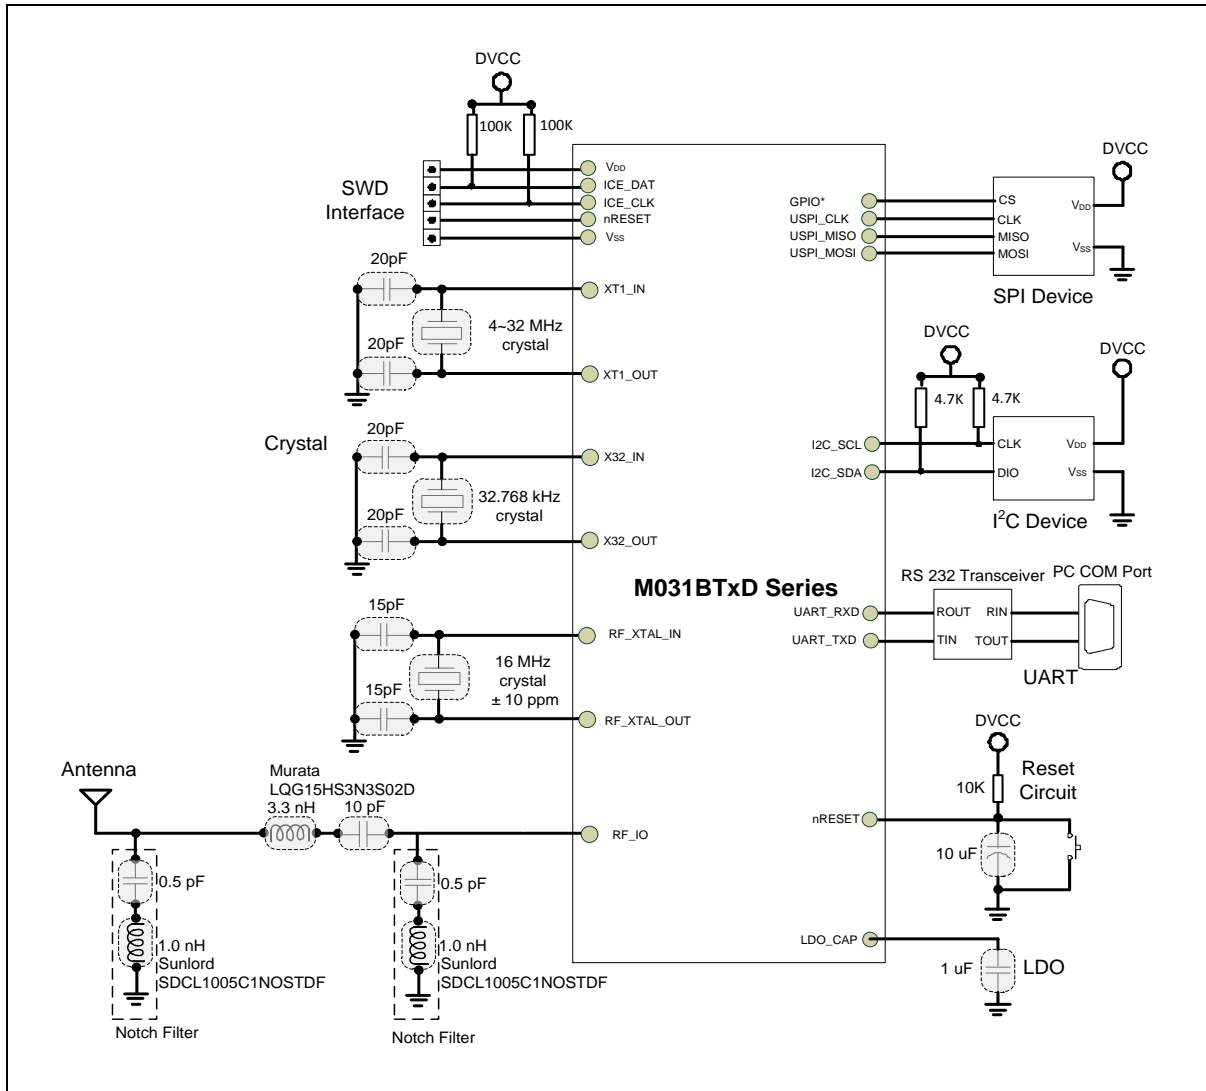 DVCC
100K
100K
SWD
Interface
VDD
ICE_DAT
ICE_CLK
nRESET
VSS
20pF
XT1_IN
4~32 MHz
crystal
20pF
XT1_OUT
Crystal
20pF
X32_IN
32.768 kHz
crystal
20pF
X32_OUT
15pF
RF_XTAL_IN
16 MHz
crystal
± 10 ppm
15pF
RF_XTAL_OUT
Antenna
Murata
LQG15HS3N3S02D
3.3 nH
10 pF
RF_IO
0.5 pF
1.0 nH
Sunlord
SDCL1005C1NOSTDF
Notch Filter
0.5 pF
1.0 nH
Sunlord
SDCL1005C1NOSTDF
Notch Filter
M031BTxD Series
DVCC
GPIO*
USPI_CLK
USPI_MISO
USPI_MOSI
CS
CLK
MISO
MOSI
VDD
VSS
SPI Device
DVCC
DVCC
4.7K
4.7K
I2C_SCL
I2C_SDA
CLK
DIO
VDD
VSS
I2C Device
RS 232 Transceiver
PC COM Port
UART_RXD
UART_TXD
ROUT
RIN
TIN
TOUT
UART
DVCC
Reset
Circuit
10K
nRESET
10 uF
LDO_CAP
1 uF
LDO